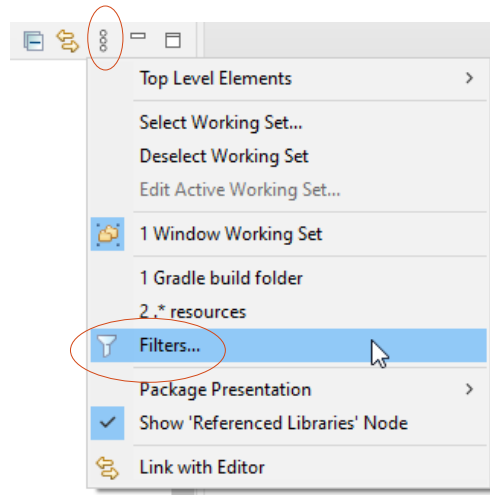 Top Level Elements
Select Working Set...
Deselect Working Set
Edit Active Working Set...
1 Window Working Set
1 Gradle build folder
2 .* resources
Filters...
Package Presentation
Show 'Referenced Libraries' Node
Link with Editor